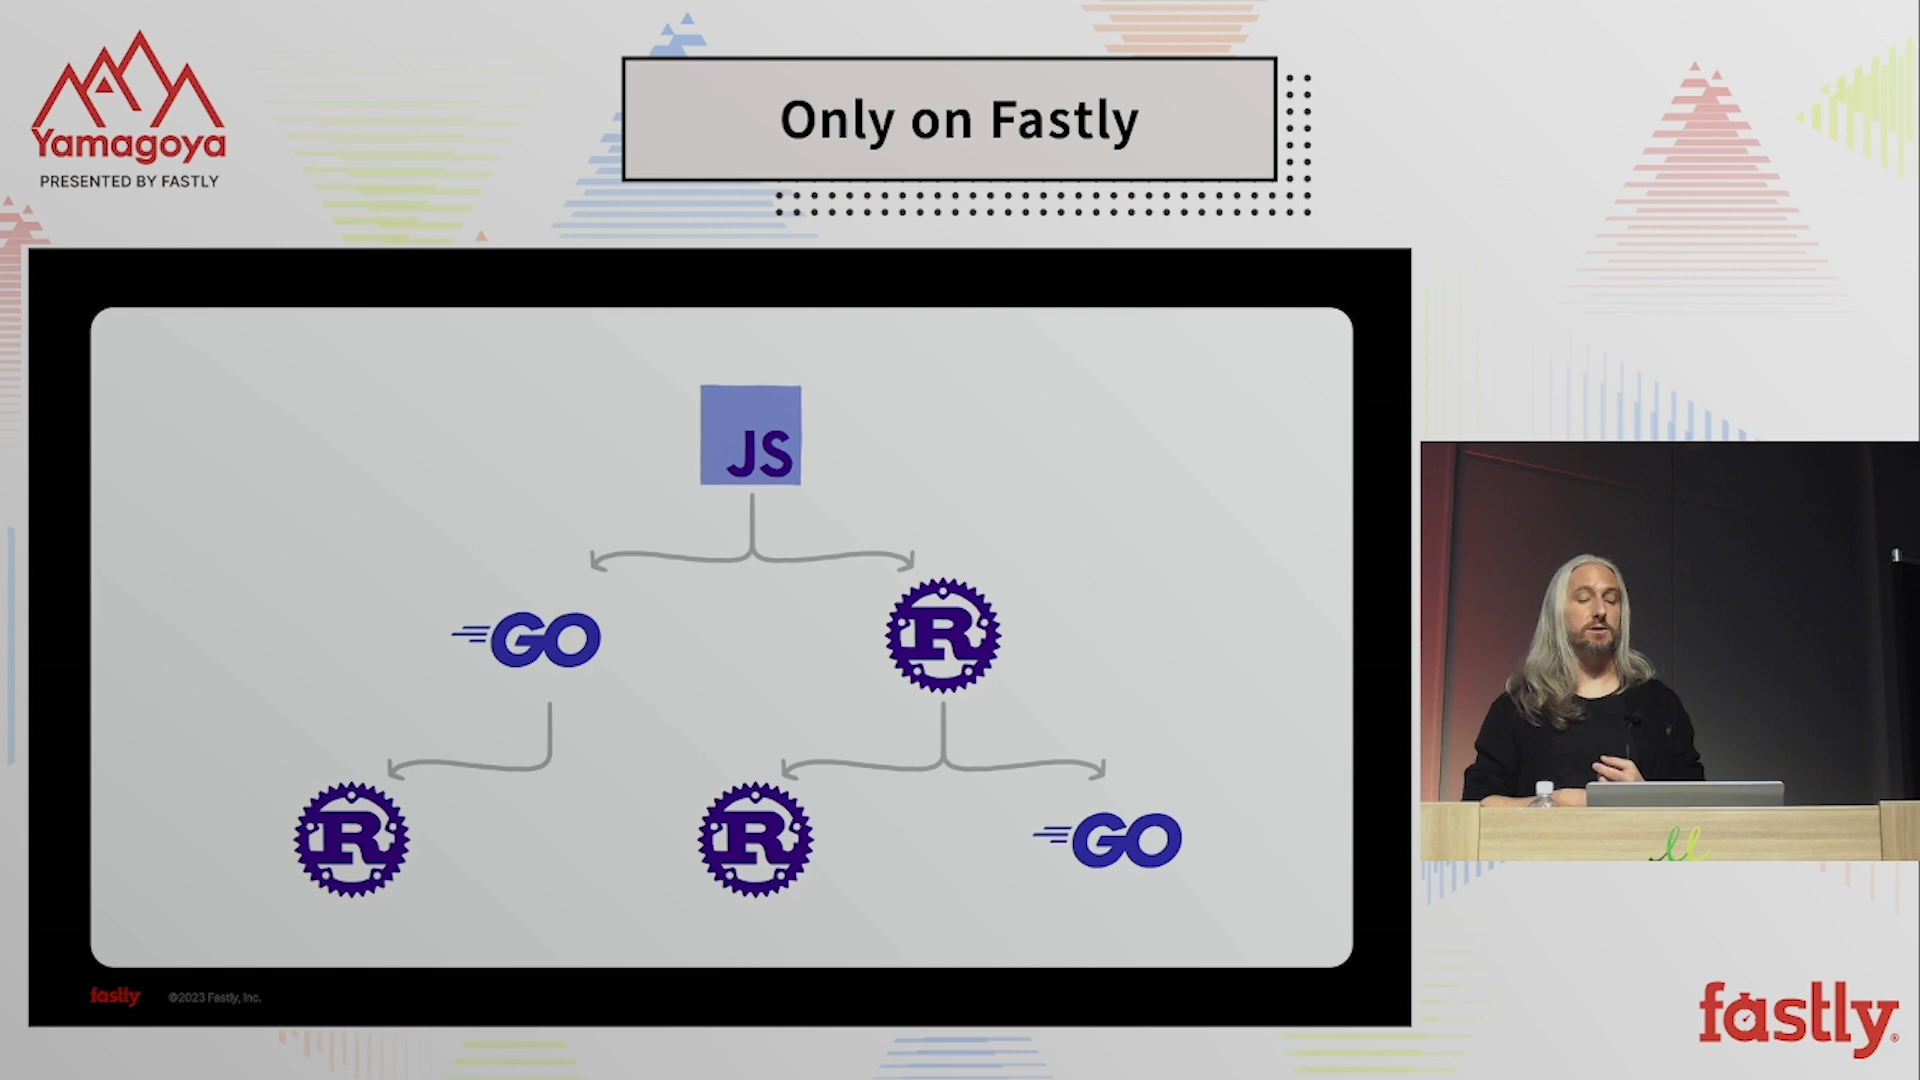 Yamagoya
PRESENTED BY FASTLY
Only on Fastly
JS
GO
R
R
R
GO
fastly ©2023 Fastly, Inc.
fastly®